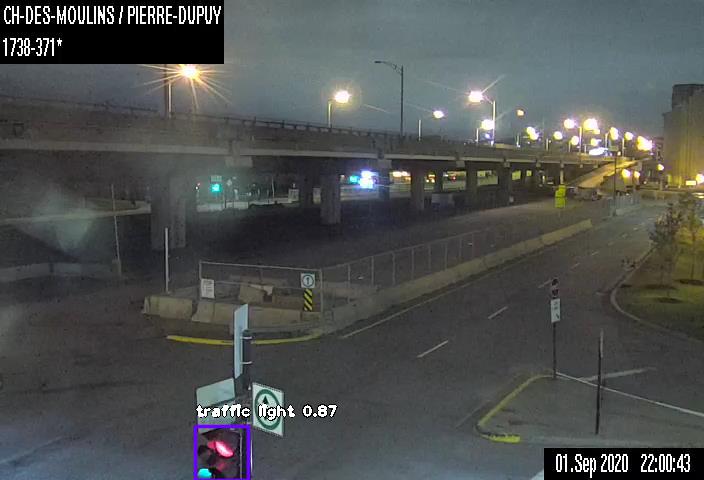 CH-DES-MOULINS / PIERRE-DUPUY
1738-371*
traffic light 0.87
01.Sep 2020 22:00:43